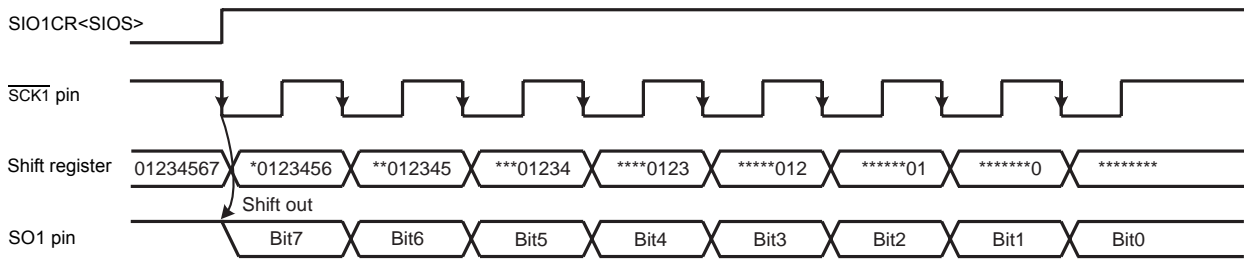 SIO1CR<SIOS>
SCK1 pin
Shift register 01234567 *0123456 **012345 ***01234 ****0123 *****012 ******01 *******0 ********
Shift out
SO1 pin Bit7 Bit6 Bit5 Bit4 Bit3 Bit2 Bit1 Bit0